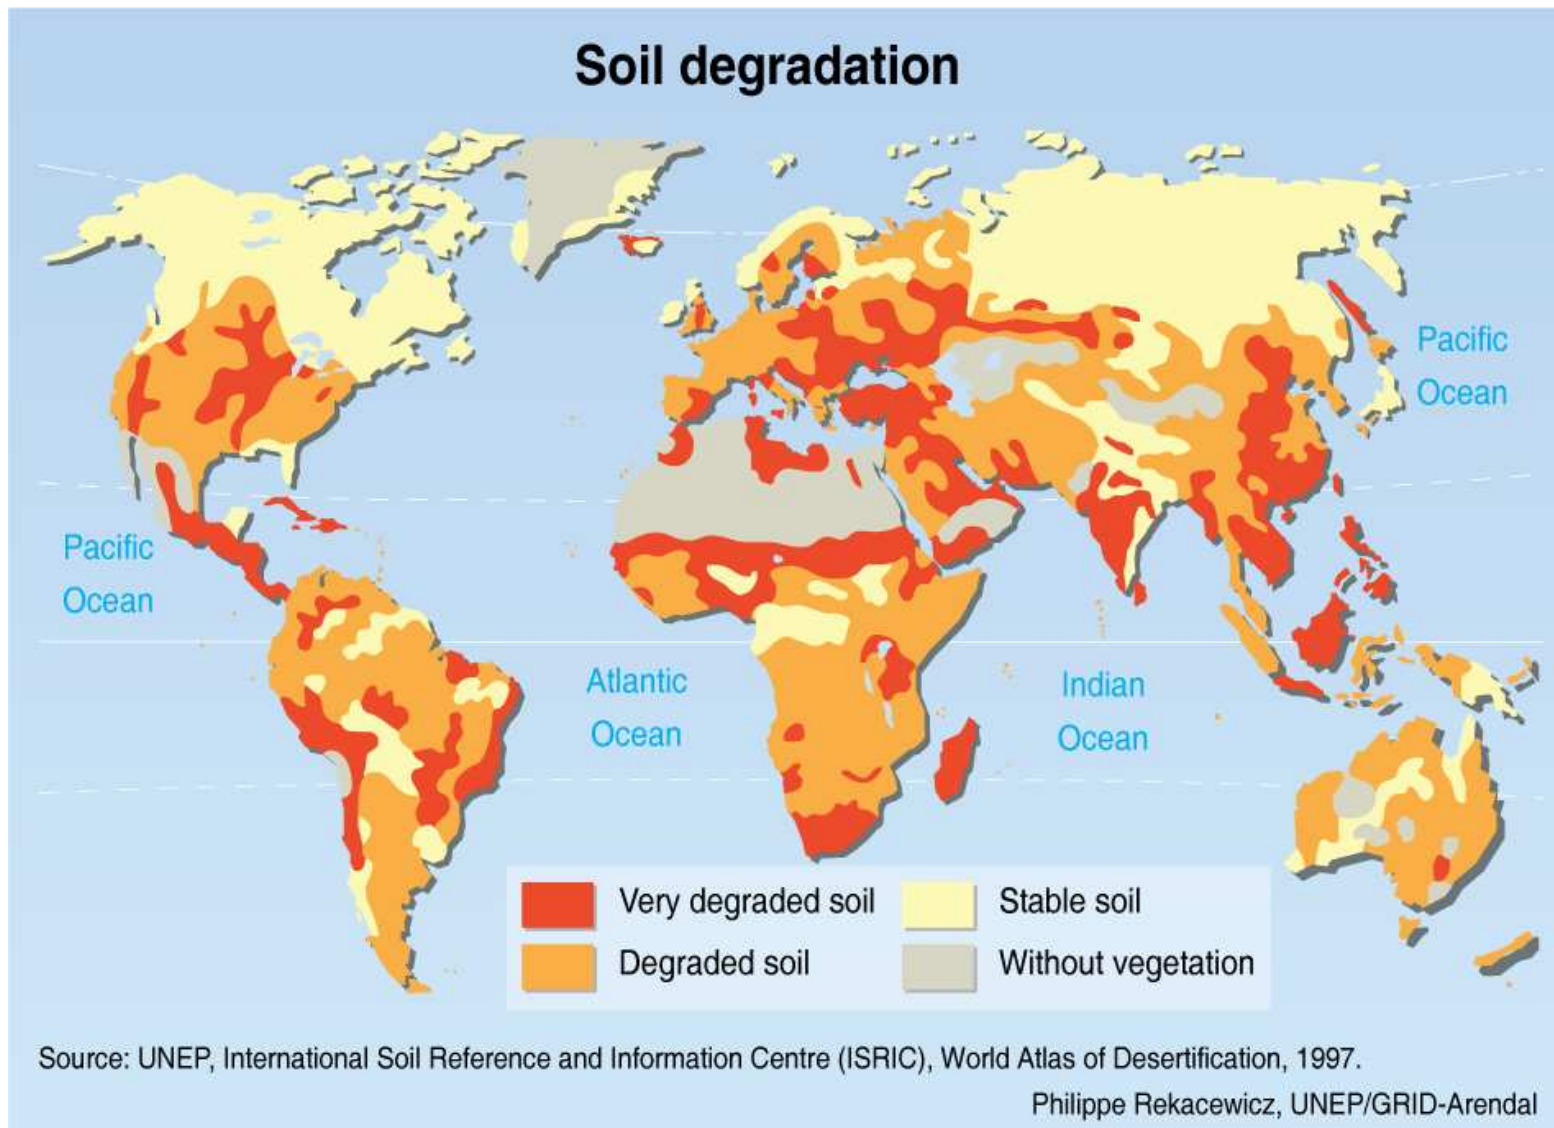 Soil degradation
Pacific
Ocean
Pacific
Ocean
Atlantic
Ocean
Indian
Ocean
Very degraded soil
Stable soil
Degraded soil
Without vegetation
Source: UNEP, International Soil Reference and Information Centre (ISRIC), World Atlas of Desertification, 1997.
Philippe Rekacewicz, UNEP/GRID-Arendal